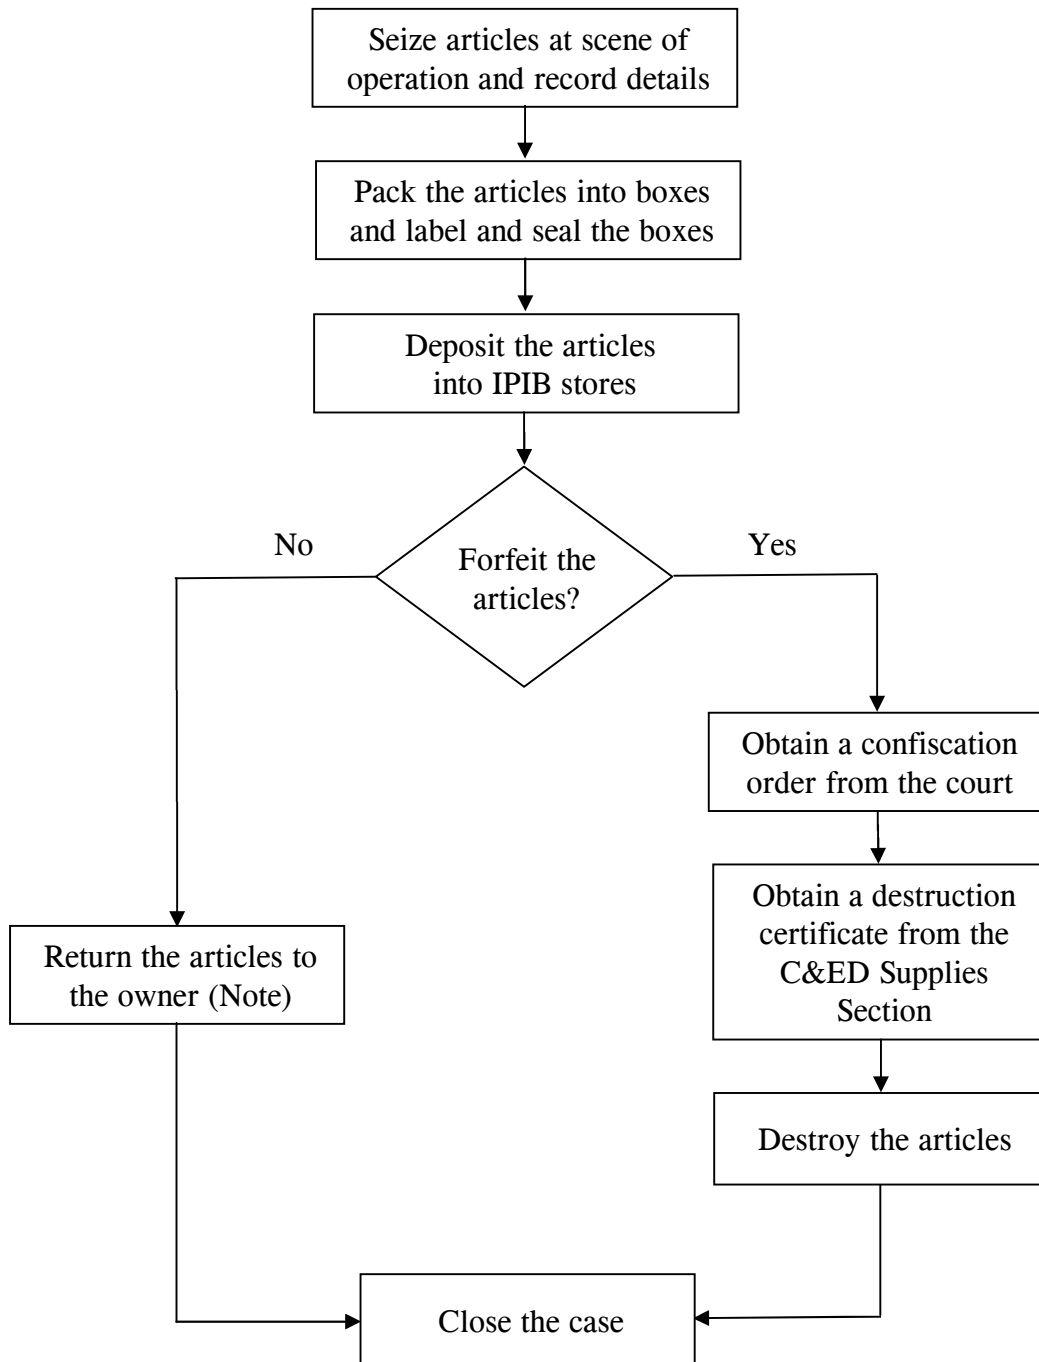 Seize articles at scene of
operation and record details
Pack the articles into boxes
and label and seal the boxes
Deposit the articles
into IPIB stores
Forfeit the
articles?
No
Yes
Return the articles to
the owner (Note)
Obtain a confiscation
order from the court
Obtain a destruction
certificate from the
C&ED Supplies
Section
Destroy the articles
Close the case